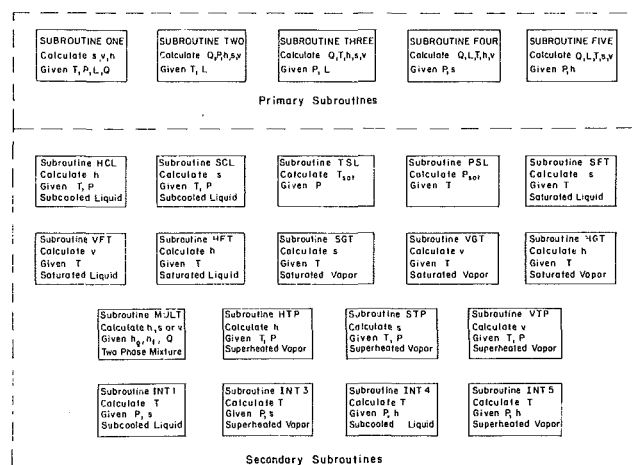 SUBROUTINE ONE
Calculate s,v,h
Given T,P,L,Q
SUBROUTINE TWO
Calculate Q,P,h,s,v
Given T, L
SUBROUTINE THREE
Calculate Q,T,h,s,v
Given P, L
SUBROUTINE FOUR
Calculate Q,L,T,h,v
Given P,s
SUBROUTINE FIVE
Calculate Q,L,T,s,v
Given P,h
Primary Subroutines
Subroutine HCL
Calculate h
Given T, P
Subcooled Liquid
Subroutine SCL
Calculate s
Given T, P
Subcooled Liquid
Subroutine TSL
Calculate Tsat
Given P
Subroutine PSL
Calculate Psat
Given T
Subroutine SFT
Calculate s
Given T
Saturated Liquid
Subroutine VFT
Calculate v
Given T
Saturated Liquid
Subroutine HFT
Calculate h
Given T
Saturated Liquid
Subroutine SGT
Calculate s
Given T
Saturated Vapor
Subroutine VGT
Calculate v
Given T
Saturated Vapor
Subroutine HGT
Calculate h
Given T
Saturated Vapor
Subroutine MULT
Calculate h,s or v
Given hg, hf, Q
Two Phase Mixture
Subroutine HTP
Calculate h
Given T, P
Superheated Vapor
Subroutine STP
Calculate s
Given T, P
Superheated Vapor
Subroutine VTP
Calculate v
Given T, P
Superheated Vapor
Subroutine INT1
Calculate T
Given P, s
Subcooled Liquid
Subroutine INT3
Calculate T
Given P, s
Superheated Vapor
Subroutine INT4
Calculate T
Given P, h
Subcooled Liquid
Subroutine INT5
Calculate T
Given P, h
Superheated Vapor
Secondary Subroutines